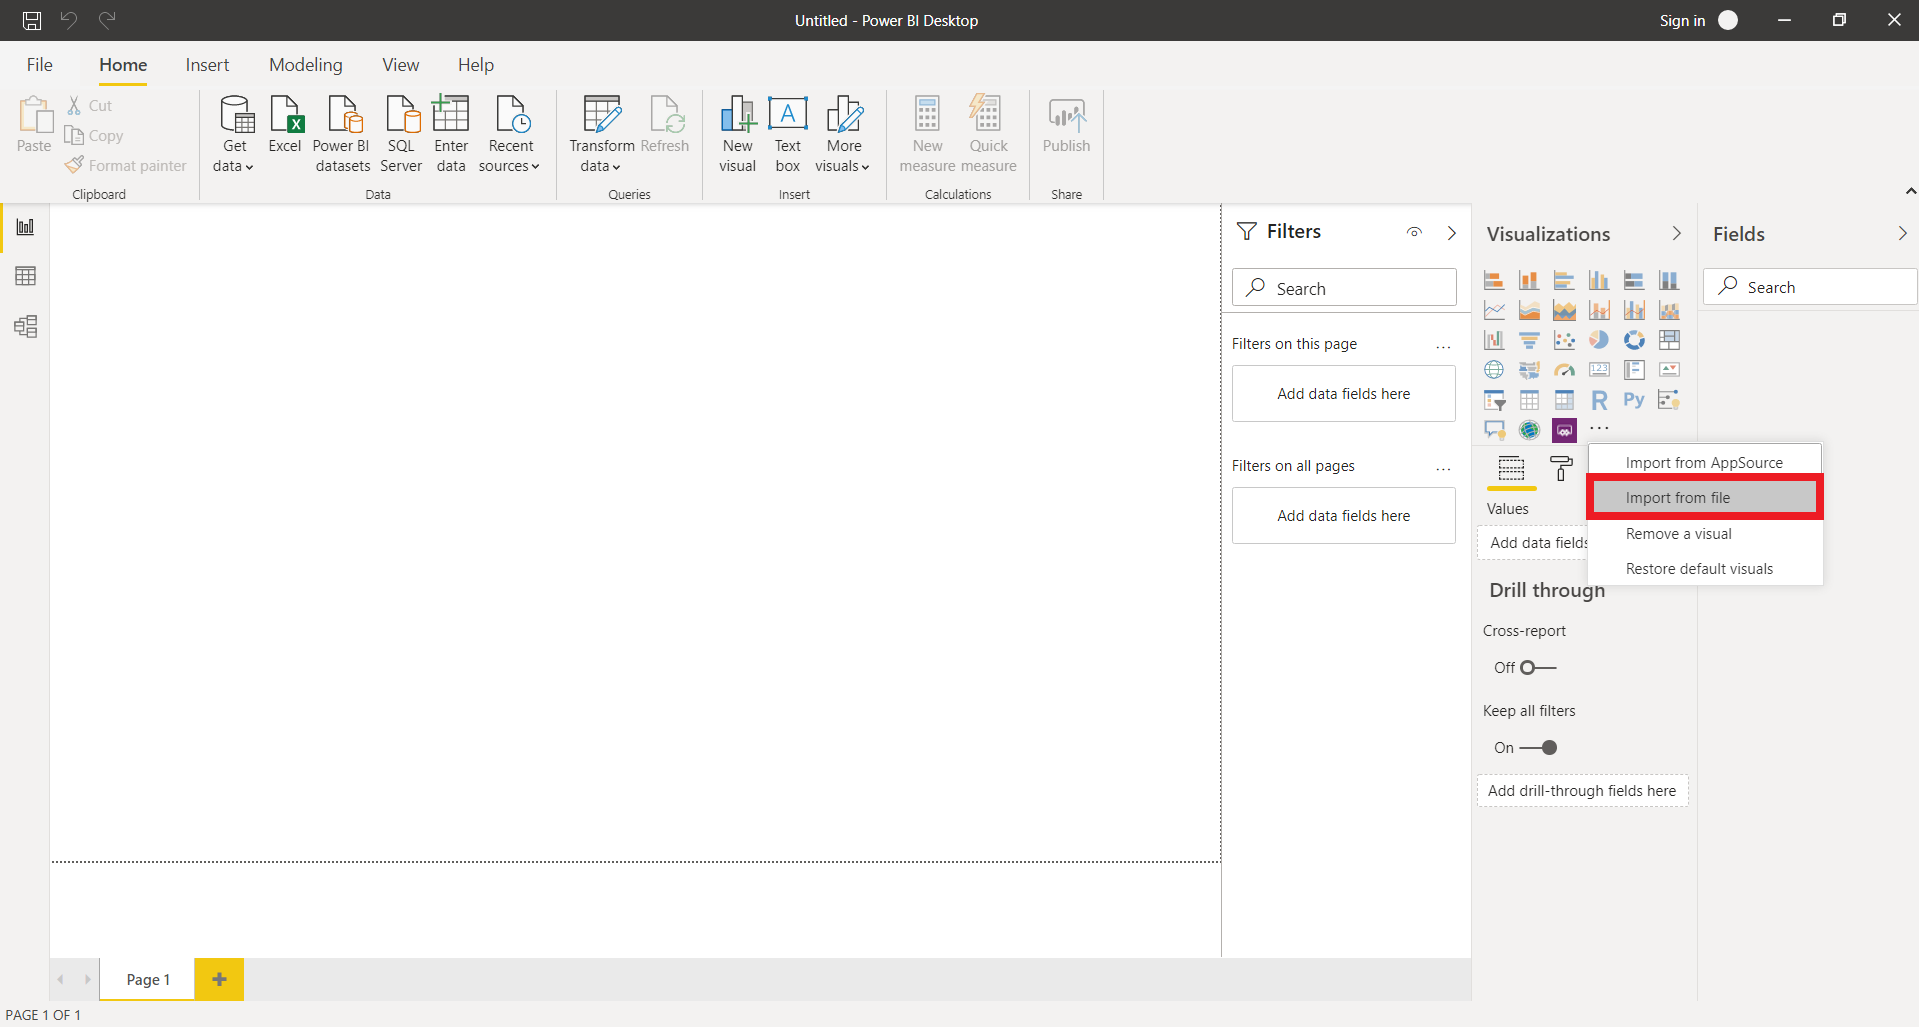 Untitled - Power BI Desktop
Sign in
File
Home
Insert
Modeling
View
Help
Paste
Cut
Copy
Format painter
Clipboard
Get
data
Excel
Power BI
datasets
SQL
Server
Enter
data
Recent
sources
Data
Transform
data
Refresh
Queries
New
visual
Text
box
More
visuals
Insert
New
measure
Quick
measure
Calculations
Publish
Share
Filters
Search
Filters on this page
...
Add data fields here
Filters on all pages
...
Add data fields here
Visualizations
123
R
Py
...
Import from AppSource
Import from file
Remove a visual
Restore default visuals
Values
Add data fields
Drill through
Cross-report
Off
Keep all filters
On
Add drill-through fields here
Fields
Search
Page 1
PAGE 1 OF 1